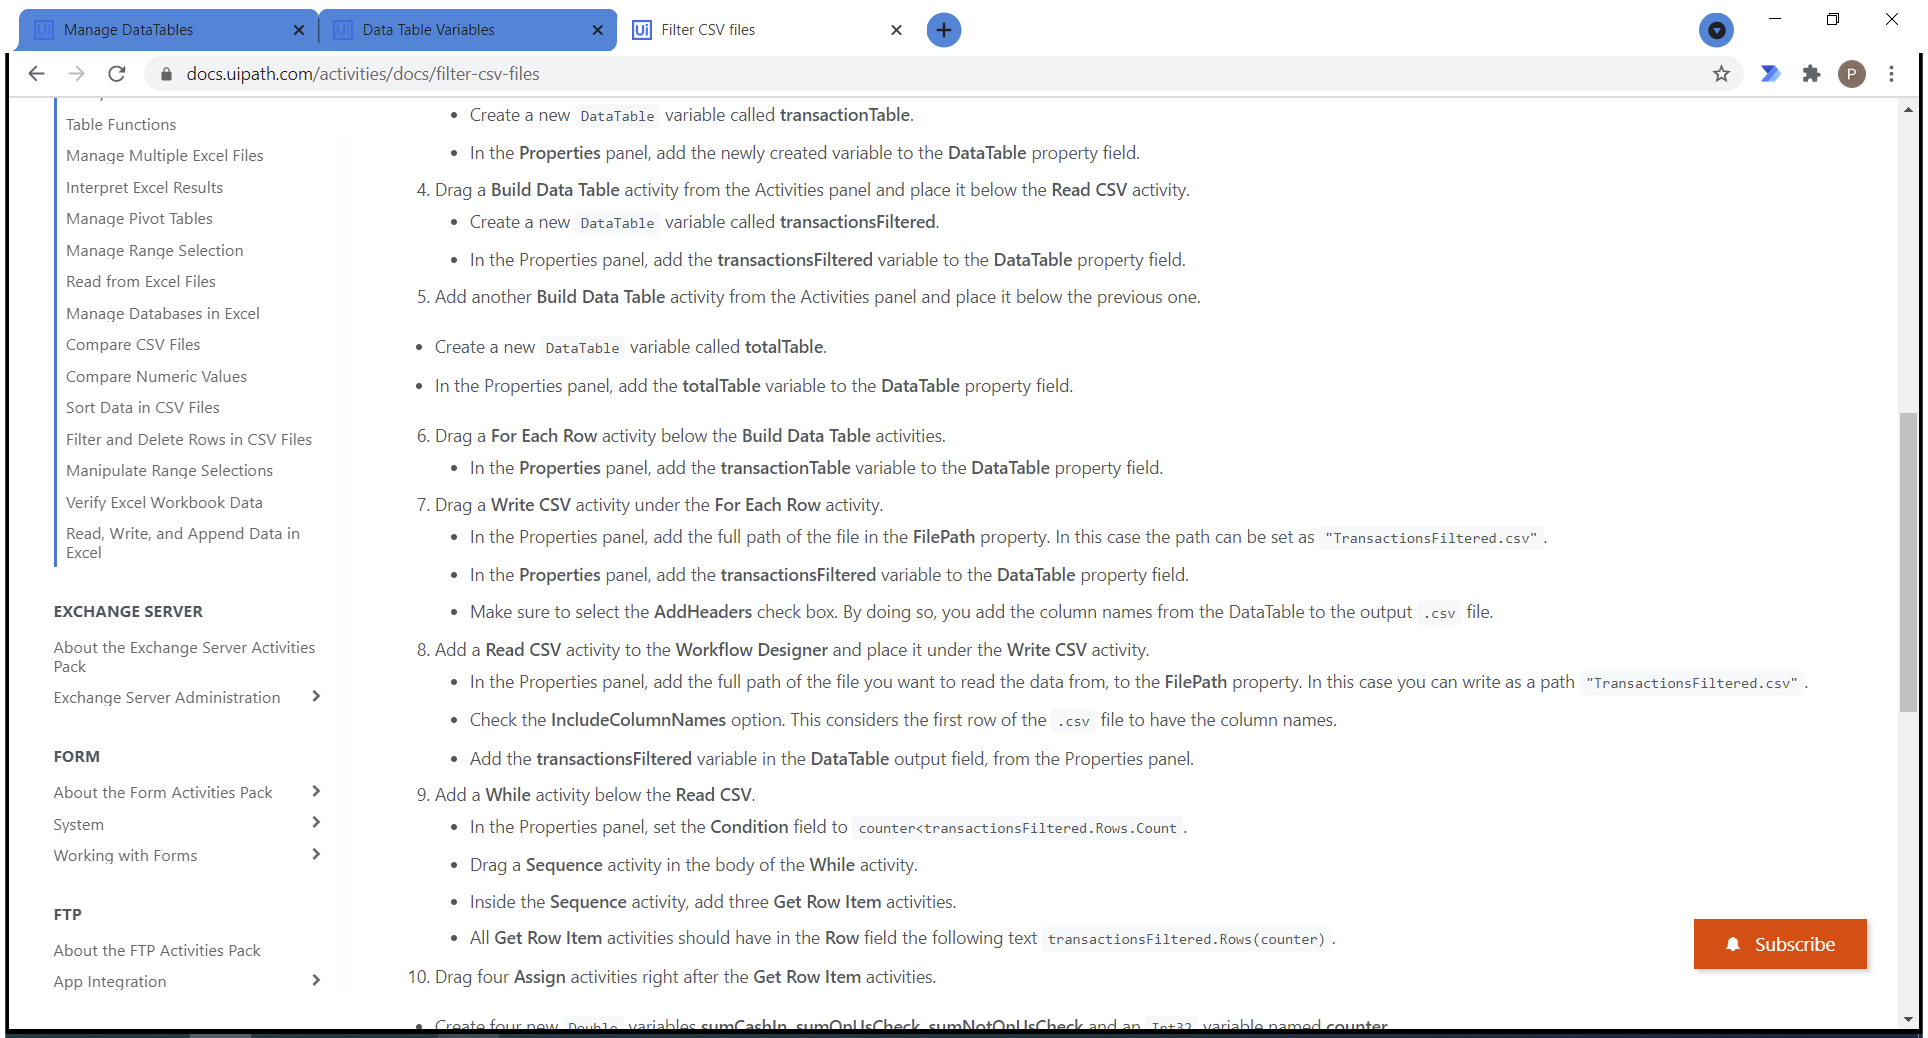 Manage DataTables
Data Table Variables
Filter CSV files
docs.uipath.com/activities/docs/filter-csv-files
P
Table Functions
Manage Multiple Excel Files
Interpret Excel Results
Manage Pivot Tables
Manage Range Selection
Read from Excel Files
Manage Databases in Excel
Compare CSV Files
Compare Numeric Values
Sort Data in CSV Files
Filter and Delete Rows in CSV Files
Manipulate Range Selections
Verify Excel Workbook Data
Read, Write, and Append Data in
Excel
EXCHANGE SERVER
About the Exchange Server Activities
Pack
Exchange Server Administration
FORM
About the Form Activities Pack
System
Working with Forms
FTP
About the FTP Activities Pack
App Integration
• Create a new DataTable variable called transactionTable.
• In the Properties panel, add the newly created variable to the DataTable property field.
4. Drag a Build Data Table activity from the Activities panel and place it below the Read CSV activity.
• Create a new DataTable variable called transactionsFiltered.
• In the Properties panel, add the transactionsFiltered variable to the DataTable property field.
5. Add another Build Data Table activity from the Activities panel and place it below the previous one.
• Create a new DataTable variable called totalTable.
• In the Properties panel, add the totalTable variable to the DataTable property field.
6. Drag a For Each Row activity below the Build Data Table activities.
• In the Properties panel, add the transactionTable variable to the DataTable property field.
7. Drag a Write CSV activity under the For Each Row activity.
• In the Properties panel, add the full path of the file in the FilePath property. In this case the path can be set as "TransactionsFiltered.csv" .
• In the Properties panel, add the transactionsFiltered variable to the DataTable property field.
• Make sure to select the AddHeaders check box. By doing so, you add the column names from the DataTable to the output .csv file.
8. Add a Read CSV activity to the Workflow Designer and place it under the Write CSV activity.
• In the Properties panel, add the full path of the file you want to read the data from, to the FilePath property. In this case you can write as a path "TransactionsFiltered.csv" .
• Check the IncludeColumnNames option. This considers the first row of the .csv file to have the column names.
• Add the transactionsFiltered variable in the DataTable output field, from the Properties panel.
9. Add a While activity below the Read CSV.
• In the Properties panel, set the Condition field to counter<transactionsFiltered.Rows.Count .
• Drag a Sequence activity in the body of the While activity.
• Inside the Sequence activity, add three Get Row Item activities.
• All Get Row Item activities should have in the Row field the following text transactionsFiltered.Rows(counter) .
10. Drag four Assign activities right after the Get Row Item activities.
• Create four new Double variables sumCashIn, sumOnUsCheck, sumNotOnUsCheck and an Int32 variable named counter
Subscribe